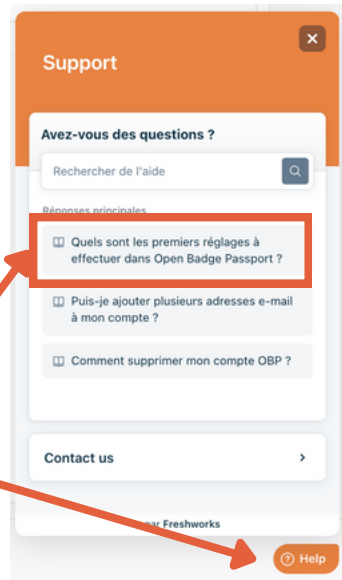 Support
Avez-vous des questions ?
Rechercher de l'aide
Réponses principales
Quels sont les premiers réglages à
effectuer dans Open Badge Passport ?
Puis-je ajouter plusieurs adresses e-mail
à mon compte ?
Comment supprimer mon compte OBP ?
Contact us
par Freshworks
Help